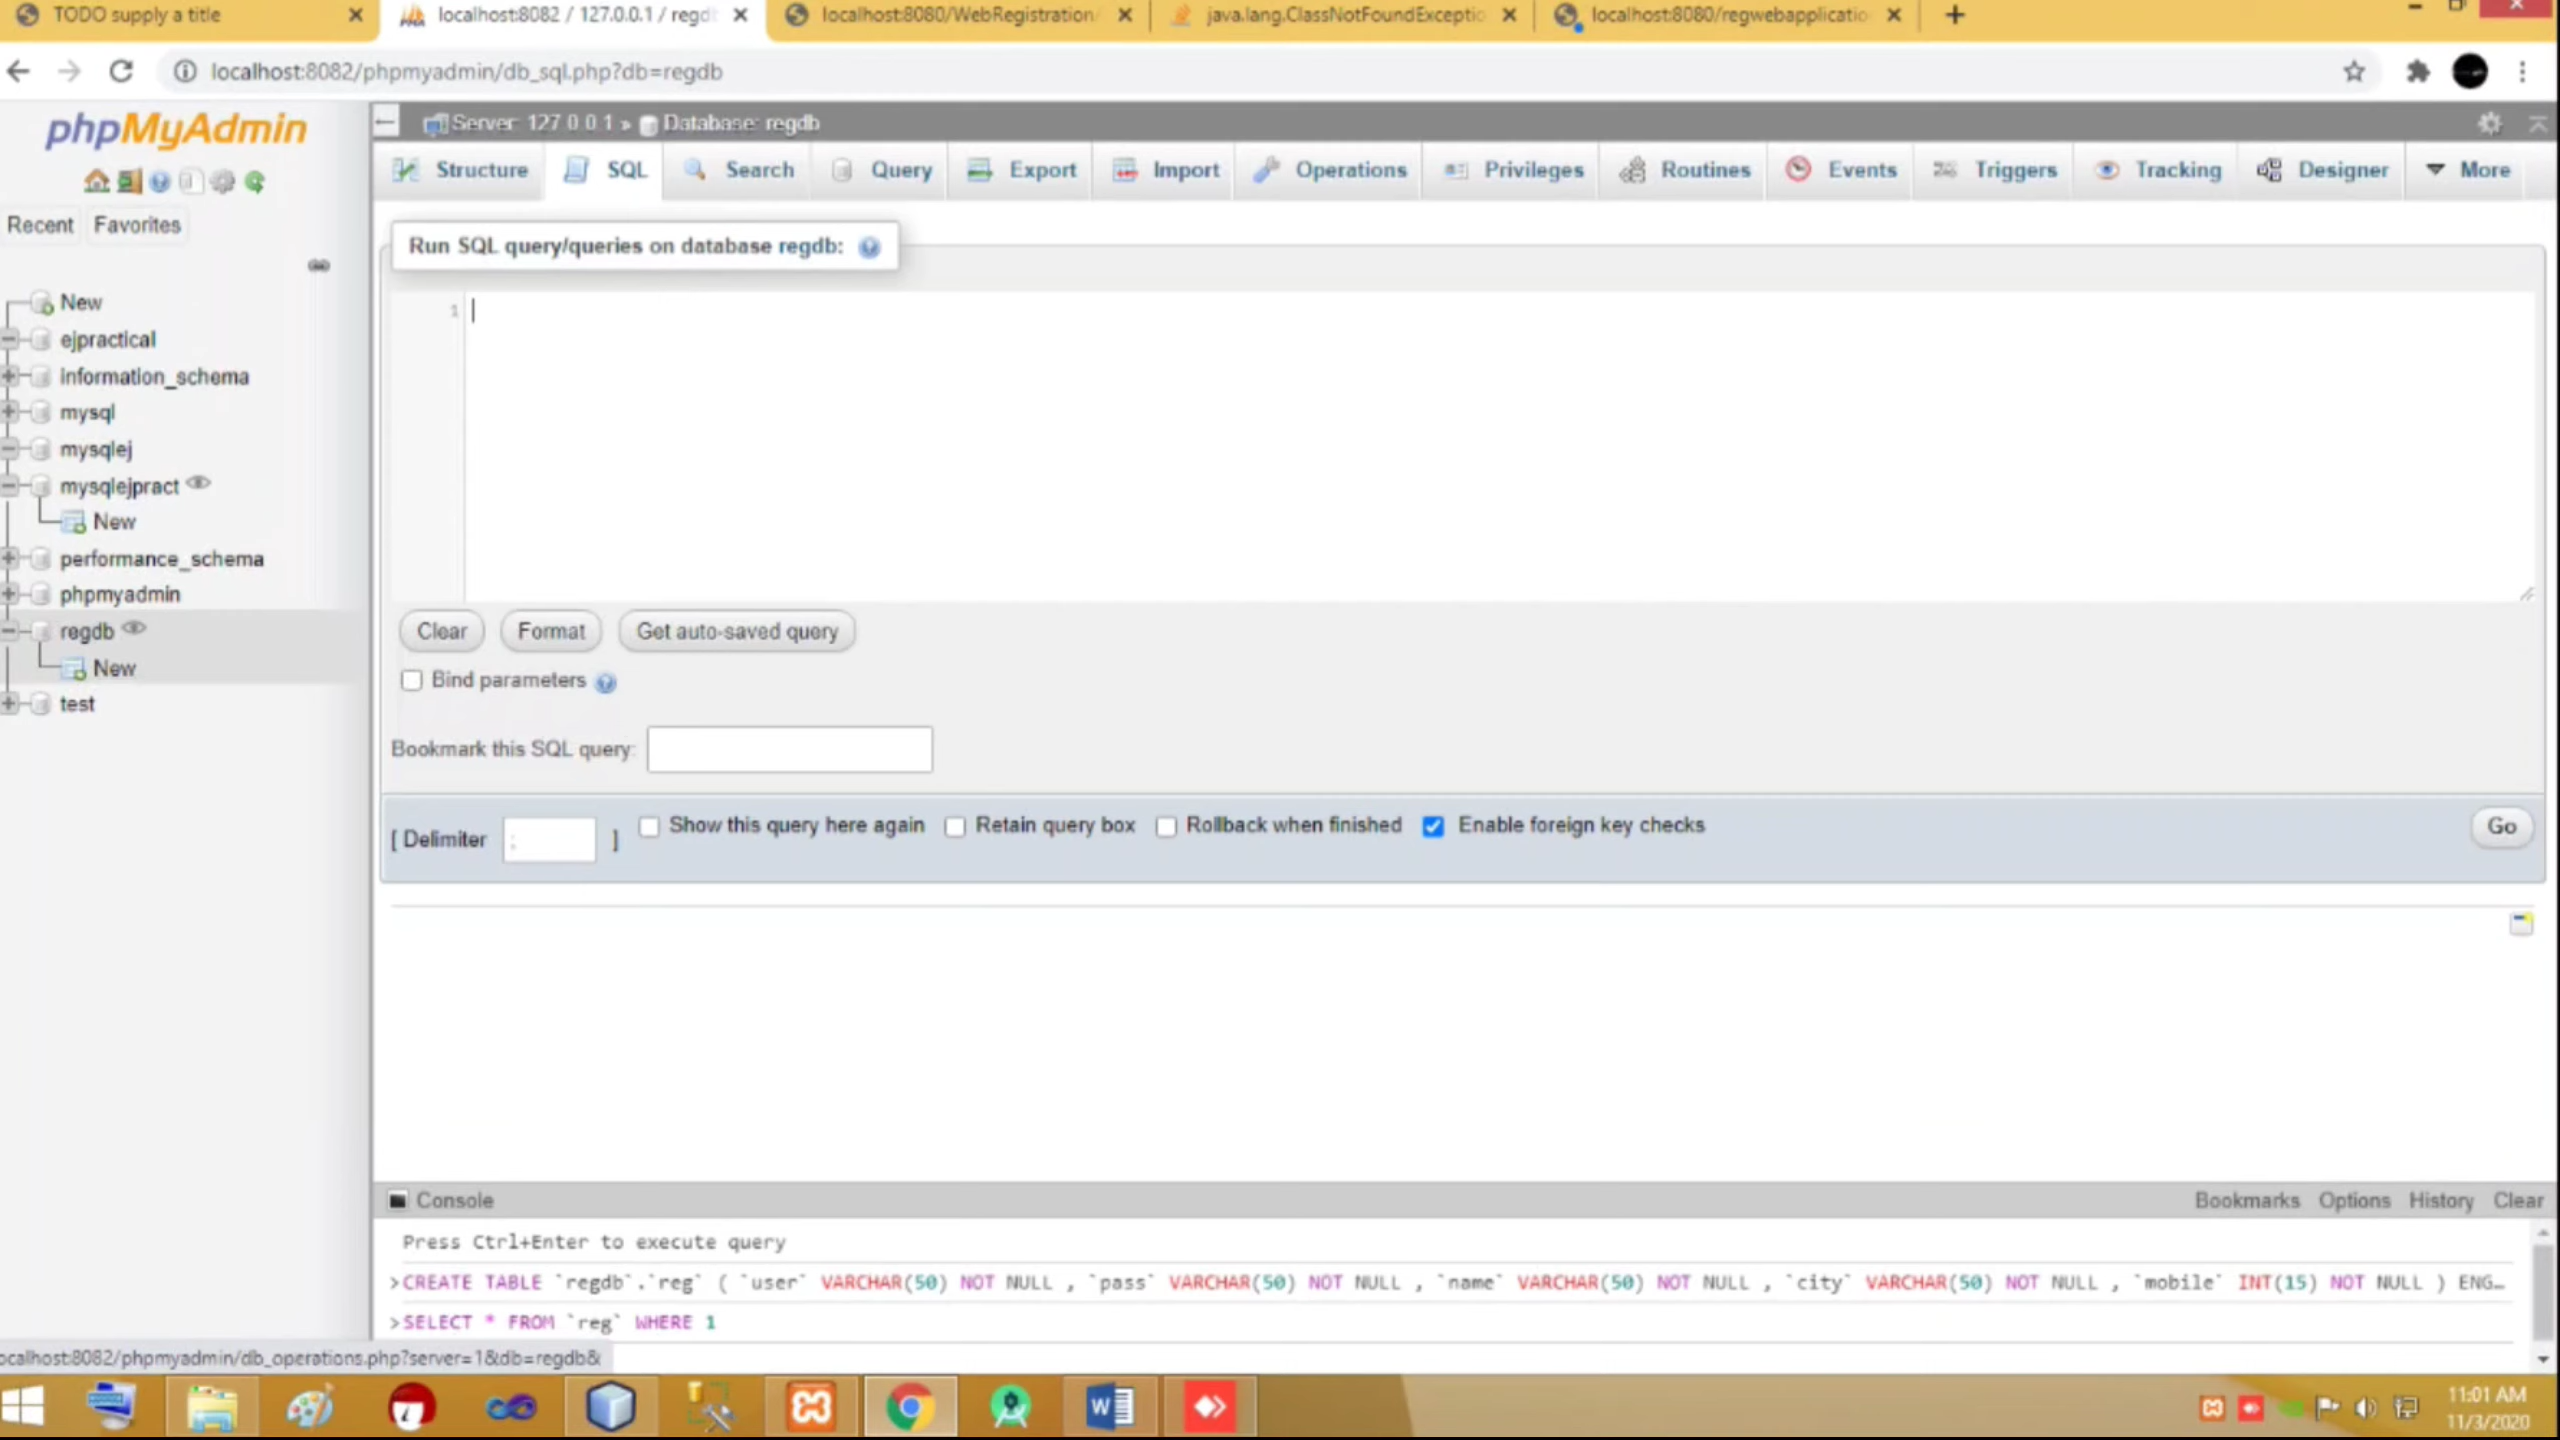 TODO supply a title
localhost:8082 / 127.0.0.1 / regd
localhost:8080/WebRegistration/
java.lang.ClassNotFoundExceptio
localhost:8080/regwebapplicatio
localhost:8082/phpmyadmin/db_sql.php?db=regdb
phpMyAdmin
Server: 127.0.0.1 » Database: regdb
Structure SQL Search Query Export Import Operations Privileges Routines Events Triggers Tracking Designer More
Recent Favorites
Run SQL query/queries on database regdb:
1
New
ejpractical
information_schema
mysql
mysqlej
mysqlejpract
New
performance_schema
phpmyadmin
regdb
New
test
Clear Format Get auto-saved query
Bind parameters
Bookmark this SQL query:
[ Delimiter ; ] Show this query here again Retain query box Rollback when finished Enable foreign key checks Go
Console Bookmarks Options History Clear
Press Ctrl+Enter to execute query
>CREATE TABLE `regdb`.`reg` ( `user` VARCHAR(50) NOT NULL , `pass` VARCHAR(50) NOT NULL , `name` VARCHAR(50) NOT NULL , `city` VARCHAR(50) NOT NULL , `mobile` INT(15) NOT NULL ) ENG…
>SELECT * FROM `reg` WHERE 1
ocalhost:8082/phpmyadmin/db_operations.php?server=1&db=regdb&
11:01 AM
11/3/2020